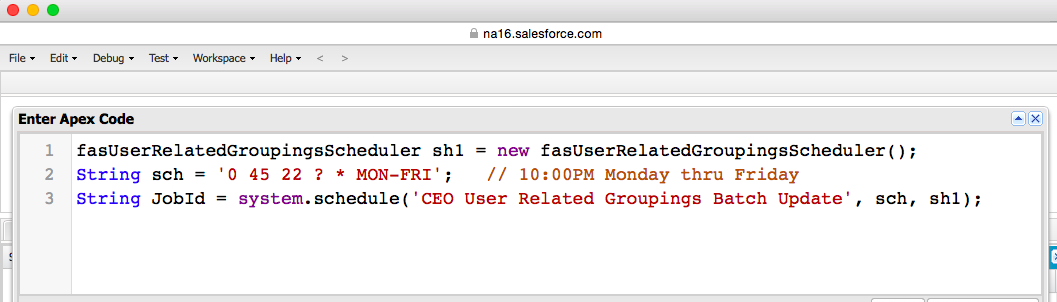 na16.salesforce.com
File Edit Debug Test Workspace Help < >
Enter Apex Code
1 fasUserRelatedGroupingsScheduler sh1 = new fasUserRelatedGroupingsScheduler();
2 String sch = '0 45 22 ? * MON-FRI'; // 10:00PM Monday thru Friday
3 String JobId = system.schedule('CEO User Related Groupings Batch Update', sch, sh1);